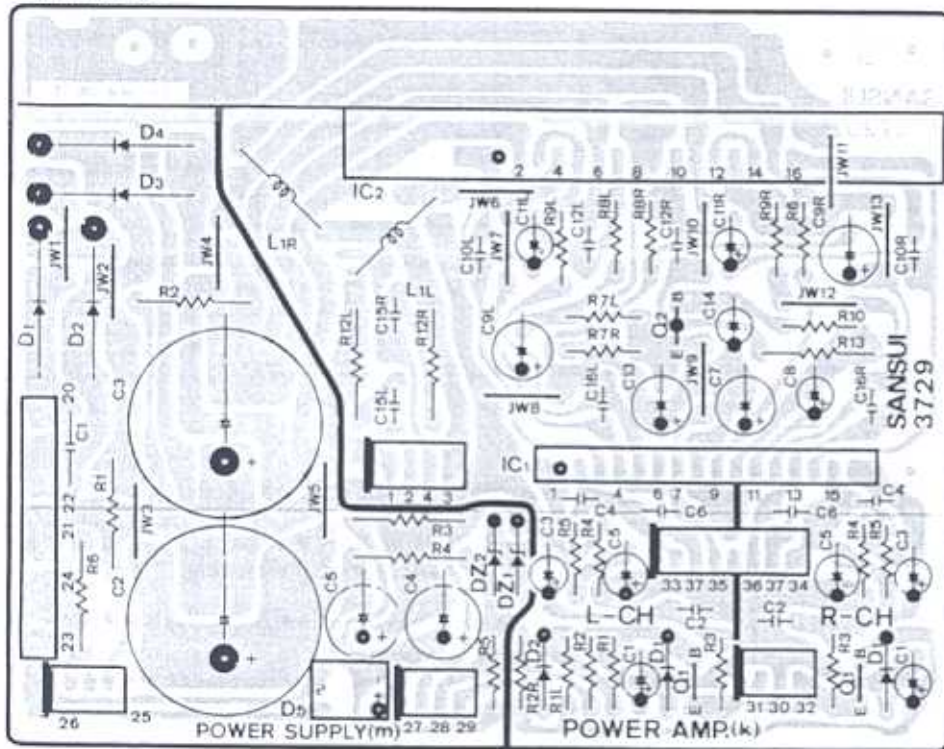 SANSUI
D4
D3
IC2
2 4 6 8 10 12 14 16
JW11
JW1
JW2
JW4
L1R
JW6
JW7
C10L
C11L
R9L
C12L
R8L
R8R
C12R
JW10
C11R
R9R
R6
C9R
JW13
C10R
R2
L1L
D1
D2
C3
R12L
C15R
R12R
C9L
R7L
R7R
Q2
B
E
C14
JW12
R10
R13
C15L
JW8
C16L
C13
JW9
C7
C8
C16R
SANSUI
3729
20
C1
22
21
24
23
R1
R6
JW3
C2
JW5
IC1
1 2 4 3
1 4 6 7 9 11 13 15
C4
C6
C6
C4
R3
R4
DZ2
DZ1
C3
R5
R4
C5
33 37 35
36 37 34
C5
R4
R5
C3
C5
C4
L-CH
C2
C2
R-CH
R5
R12R
D2
R11L
R2
R1
C1
D1
Q1
B
E
R3
31 30 32
R3
Q1
B
E
D1
C1
26
25
D5
+
27 28 29
POWER SUPPLY(m)
POWER AMP.(k)